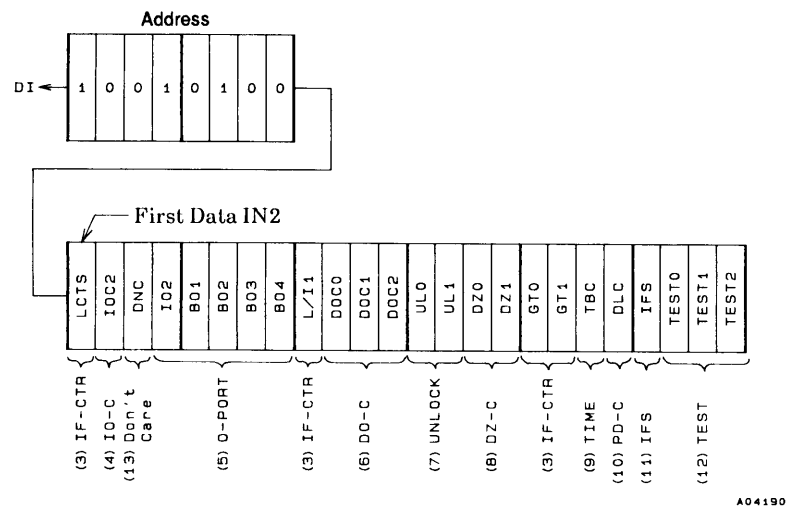 Address
DI 1 0 0 1 0 1 0 0
First Data IN2
LCTS IOC2 DNC IO2 BO1 BO2 BO3 BO4 L/I1 DOC0 DOC1 DOC2 UL0 UL1 DZ0 DZ1 GT0 GT1 TBC DLC IFS TEST0 TEST1 TEST2
(3) IF-CTR
(4) IO-C
(13) Don't
Care
(5) O-PORT
(3) IF-CTR
(6) DO-C
(7) UNLOCK
(8) DZ-C
(3) IF-CTR
(9) TIME
(10) PD-C
(11) IFS
(12) TEST
A04190